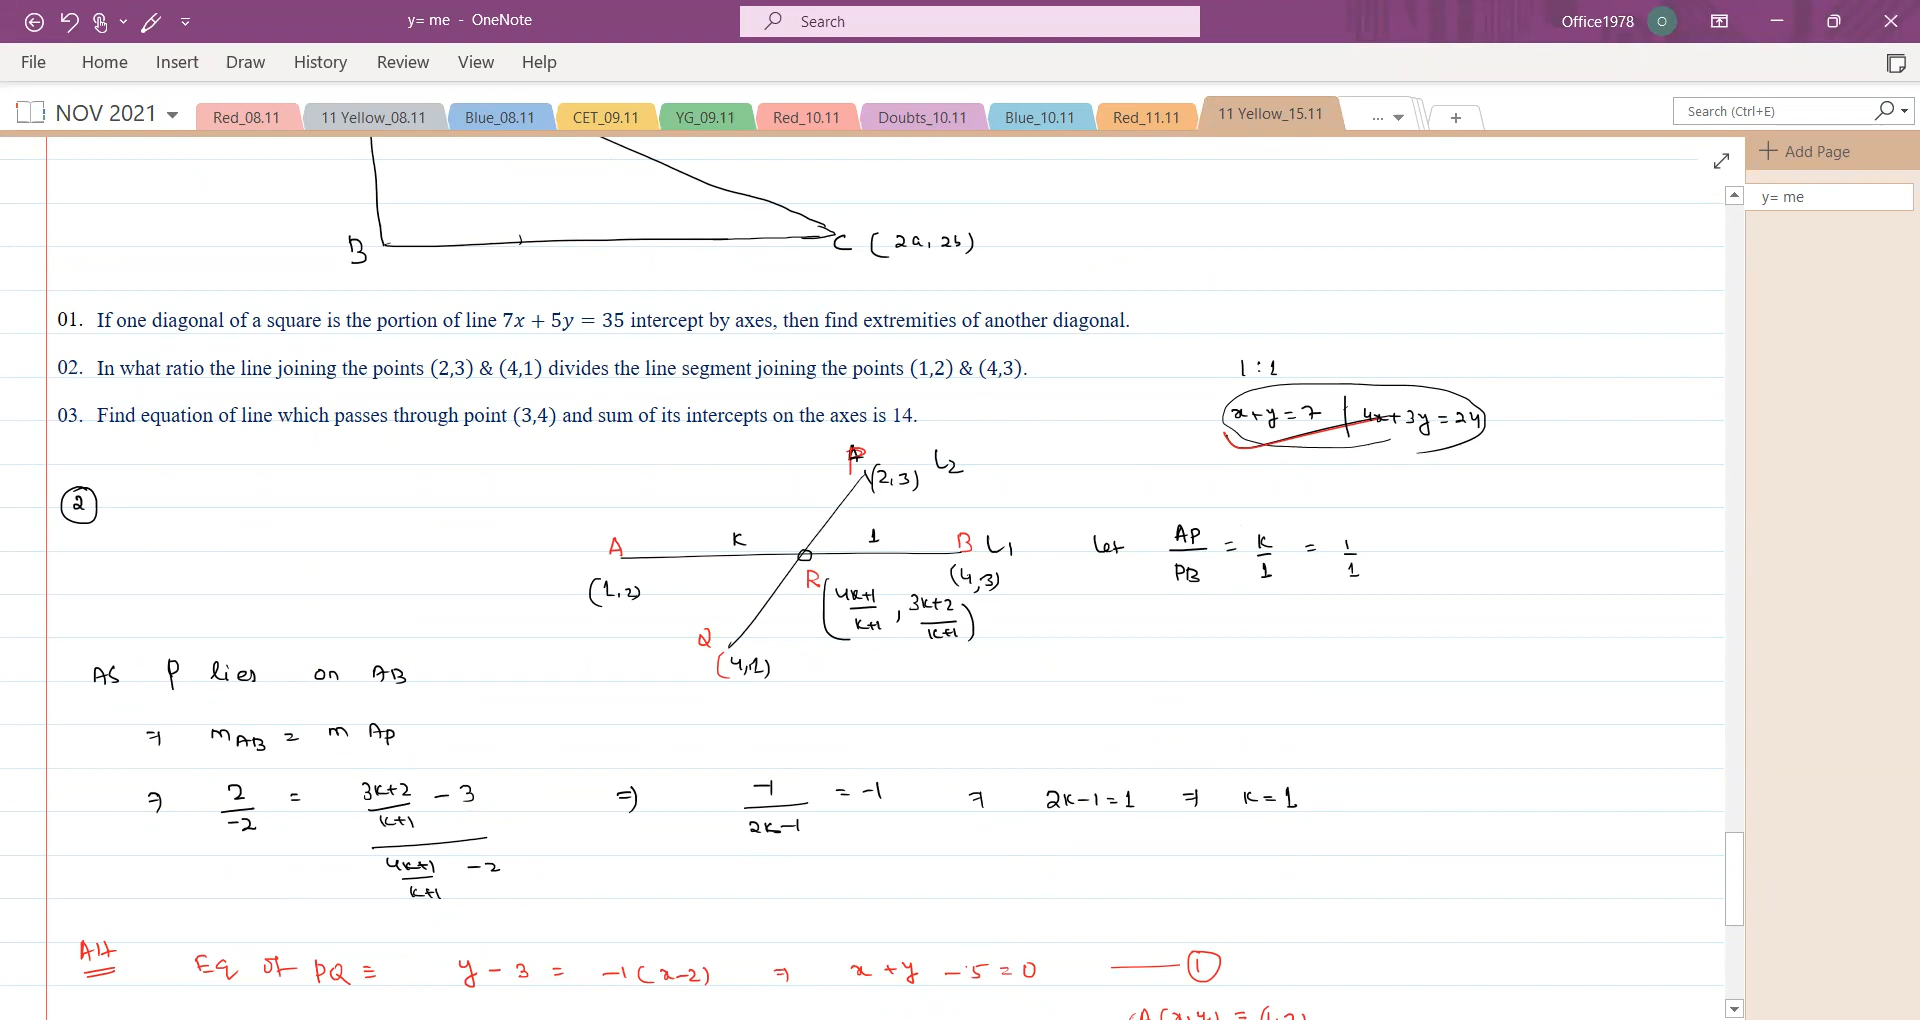 y= me - OneNote
Search
Office1978
O
File Home Insert Draw History Review View Help
NOV 2021
Red_08.11 11 Yellow_08.11 Blue_08.11 CET_09.11 YG_09.11 Red_10.11 Doubts_10.11 Blue_10.11 Red_11.11 11 Yellow_15.11 ... +
Search (Ctrl+E)
Add Page
y= me
B C (2a, 2b)
01. If one diagonal of a square is the portion of line 7x + 5y = 35 intercept by axes, then find extremities of another diagonal.
02. In what ratio the line joining the points (2,3) & (4,1) divides the line segment joining the points (1,2) & (4,3).
1 : 1
03. Find equation of line which passes through point (3,4) and sum of its intercepts on the axes is 14.
x+y=7 | 4x+3y=24
P (2,3) L2
2
A K 1 B L1
(1,2) R (4,3)
(4K+1/K+1, 3K+2/K+1)
Let AP/PB = K/1 = 1/1
Q
(4,1)
AS P lies on AB
⇒ mAB = m AP
⇒ 2/-2 = (3K+2/K+1 - 3)/(4K+1/K+1 - 2) ⇒ -1/2K-1 = -1 ⇒ 2K-1=1 ⇒ K=1
Alt
Eq of PQ ≡ y-3 = -1(x-2) ⇒ x+y-5=0 —— 1
A(x1,y1) ≡ (1,2)